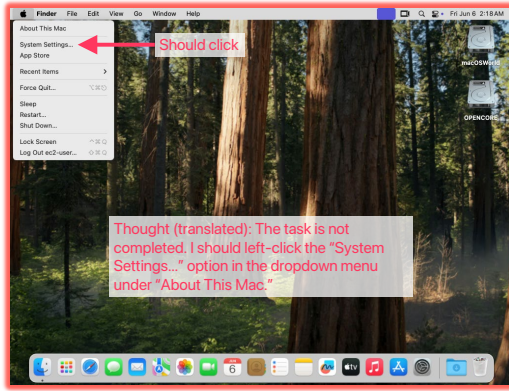 Finder File Edit View Go Window Help
Fri Jun 6 2:18 AM
About This Mac
System Settings...
Should click
App Store
Recent Items
Force Quit...
Sleep
Restart...
Shut Down...
Lock Screen
Log Out ec2-user...
macOSWorld
OPENCORE
Thought (translated): The task is not
completed. I should left-click the "System
Settings..." option in the dropdown menu
under "About This Mac."
JUN
6
tv